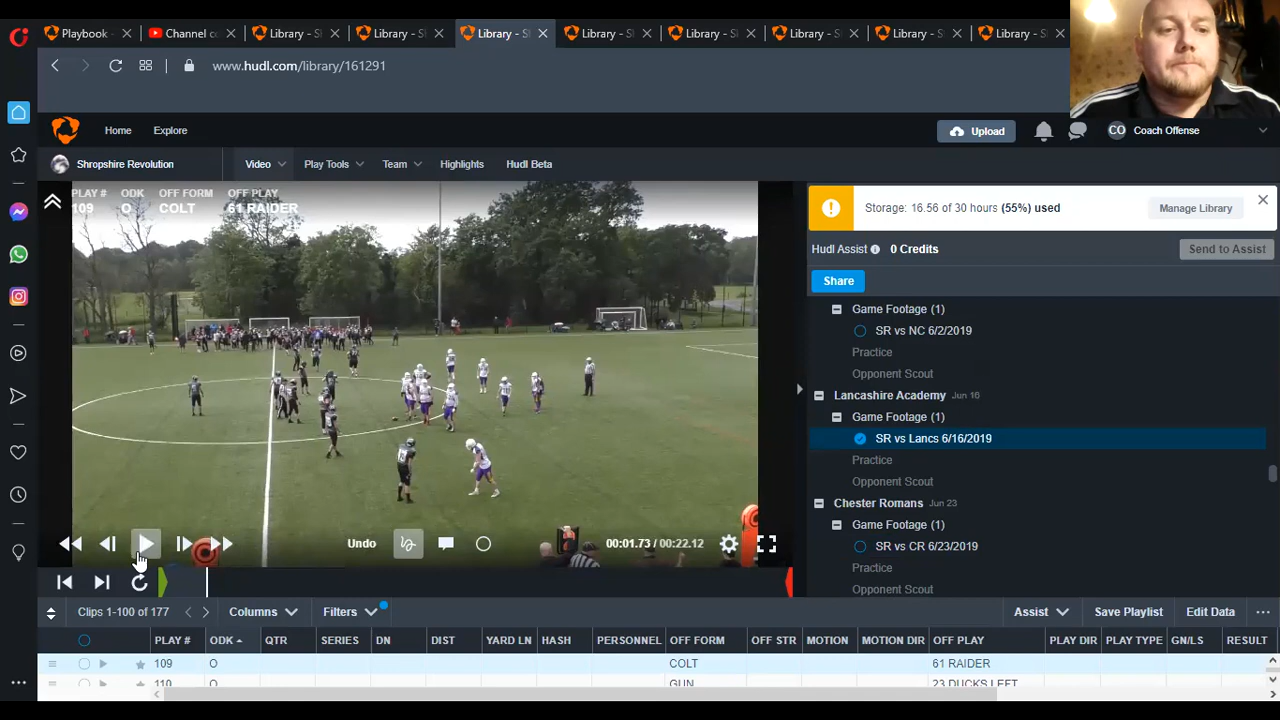 Playbook -
Channel co
Library - S
Library - S
Library - S
Library - S
Library - S
Library - S
Library - S
Library - S
www.hudl.com/library/161291
Home
Explore
Upload
CO
Coach Offense
Shropshire Revolution
Video
Play Tools
Team
Highlights
Hudl Beta
PLAY # ODK OFF FORM OFF PLAY
109 O COLT 61 RAIDER
Storage: 16.56 of 30 hours (55%) used
Manage Library
Hudl Assist 0 Credits
Send to Assist
Share
Game Footage (1)
SR vs NC 6/2/2019
Practice
Opponent Scout
Lancashire Academy Jun 16
Game Footage (1)
SR vs Lancs 6/16/2019
Practice
Opponent Scout
Chester Romans Jun 23
Game Footage (1)
SR vs CR 6/23/2019
Practice
Opponent Scout
Undo
00:01.73 / 00:22.12
Clips 1-100 of 177
Columns
Filters
Assist
Save Playlist
Edit Data
PLAY # ODK QTR SERIES DN DIST YARD LN HASH PERSONNEL OFF FORM OFF STR MOTION MOTION DIR OFF PLAY PLAY DIR PLAY TYPE GN/LS RESULT
109 O COLT 61 RAIDER
110 O GUN 23 DUCKS LEFT